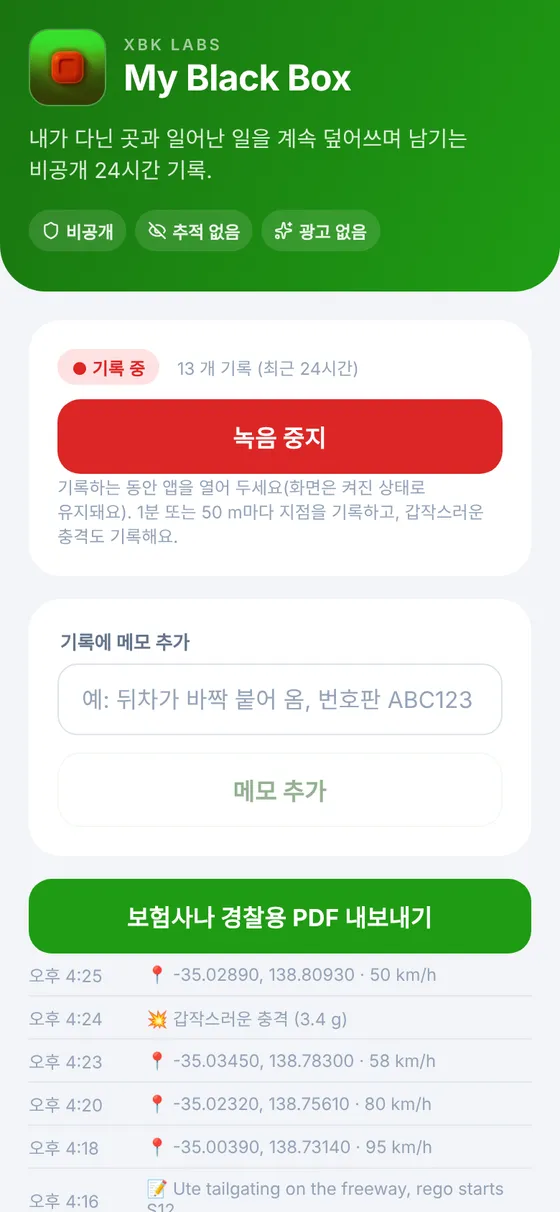 XBK LABS
My Black Box
내가 다닌 곳과 일어난 일을 계속 덮어쓰며 남기는
비공개 24시간 기록.
비공개
추적 없음
광고 없음
기록 중
13 개 기록 (최근 24시간)
녹음 중지
기록하는 동안 앱을 열어 두세요(화면은 켜진 상태로
유지돼요). 1분 또는 50 m마다 지점을 기록하고, 갑작스러운
충격도 기록해요.
기록에 메모 추가
예: 뒤차가 바짝 붙어 옴, 번호판 ABC123
메모 추가
보험사나 경찰용 PDF 내보내기
오후 4:25 📍 -35.02890, 138.80930 · 50 km/h
오후 4:24 💥 갑작스러운 충격 (3.4 g)
오후 4:23 📍 -35.03450, 138.78300 · 58 km/h
오후 4:20 📍 -35.02320, 138.75610 · 80 km/h
오후 4:18 📍 -35.00390, 138.73140 · 95 km/h
오후 4:16 📝 Ute tailgating on the freeway, rego starts
S12